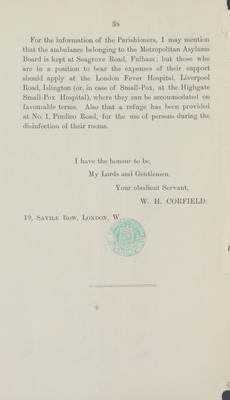 58
For the information of the Parishioners, I may mention
that the ambulance belonging to the Metropolitan Asylums
Board is kept at Seagrove Road, Fulham; but those who
are in a position to bear the expenses of their support
should apply at the London Fever Hospital, Liverpool
Road, Islington (or, in case of Small-Pox, at the Highgate
Small-Pox Hospital), where they can be accommodated on
favourable terms. Also that a refuge has been provided
at No. 1, Pimlico Road, for the use of persons during the
disinfection of their rooms.
I have the honour to be,
My Lords and Gentlemen,
Your obedient Servant,
W. H. CORFIELD.
19, SAVILE ROW, LONDON, W.